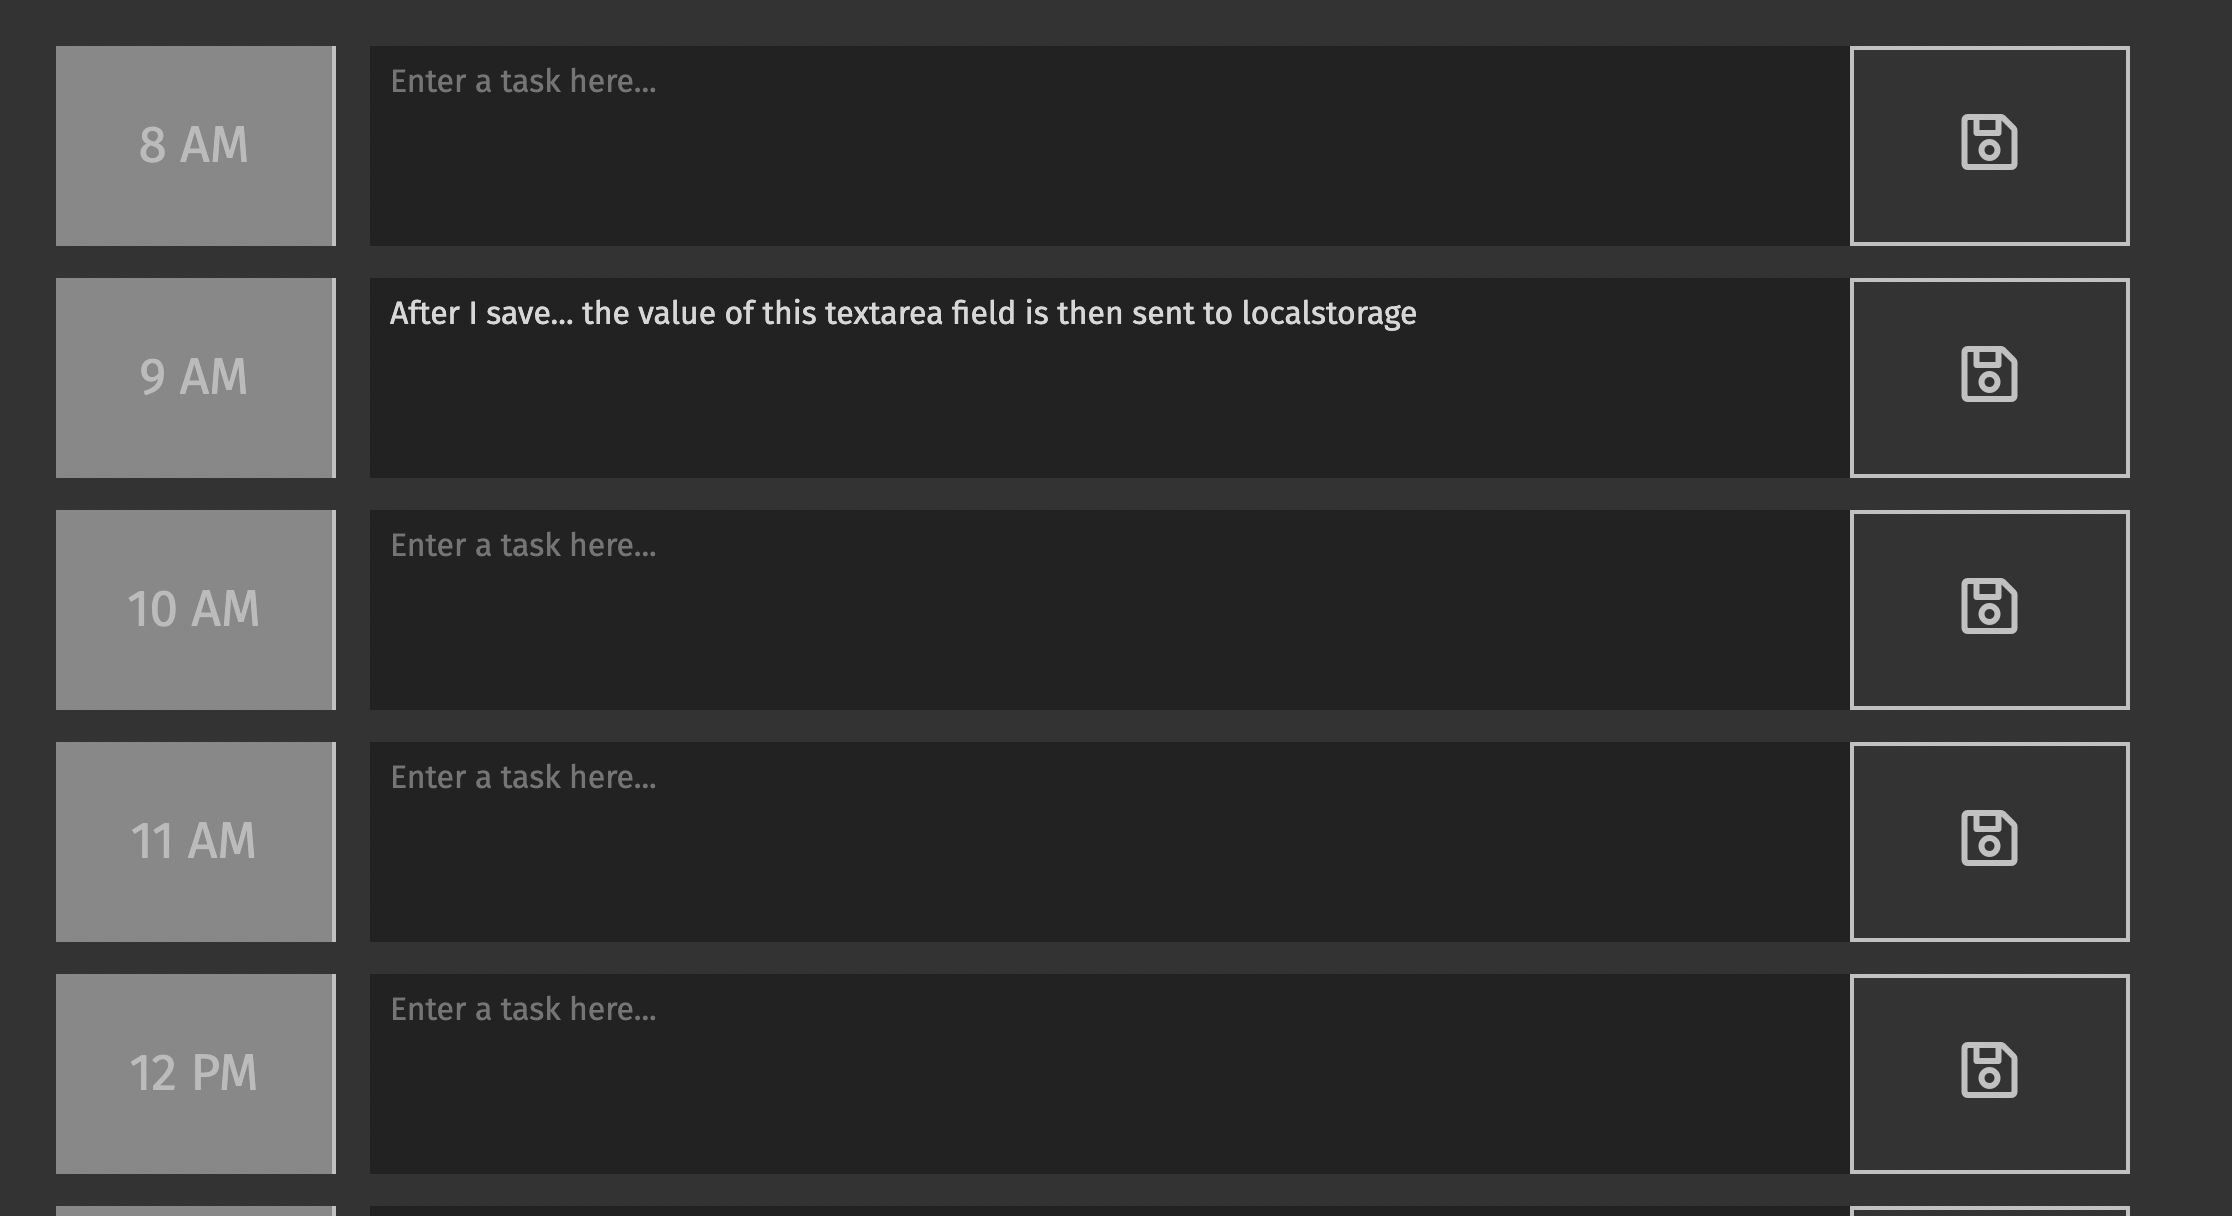 8 AM
Enter a task here...
9 AM
After I save... the value of this textarea field is then sent to localstorage
10 AM
Enter a task here...
11 AM
Enter a task here...
12 PM
Enter a task here...